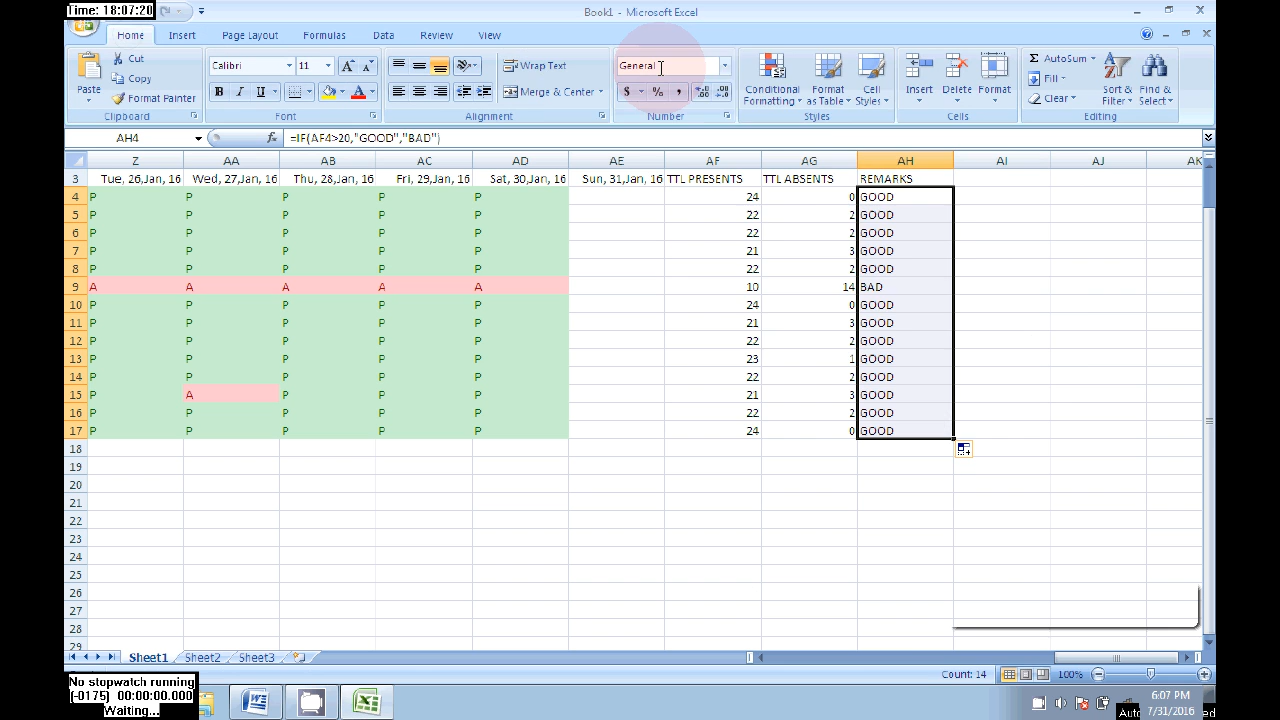 Time: 18:07:20
Book1 - Microsoft Excel
Home Insert Page Layout Formulas Data Review View
Paste
Cut
Copy
Format Painter
Clipboard
Calibri 11
B I U
Font
Wrap Text
Merge & Center
Alignment
General
$ % ,
Number
Conditional Formatting
Format as Table
Cell Styles
Styles
Insert Delete Format
Cells
Σ AutoSum
Fill
Clear
Sort & Filter
Find & Select
Editing
AH4 fx =IF(AF4>20,"GOOD","BAD")
Z AA AB AC AD AE AF AG AH AI AJ AK
3 Tue, 26,Jan, 16 Wed, 27,Jan, 16 Thu, 28,Jan, 16 Fri, 29,Jan, 16 Sat, 30,Jan, 16 Sun, 31,Jan, 16 TTL PRESENTS TTL ABSENTS REMARKS
4 P P P P P 24 0 GOOD
5 P P P P P 22 2 GOOD
6 P P P P P 22 2 GOOD
7 P P P P P 21 3 GOOD
8 P P P P P 22 2 GOOD
9 A A A A A 10 14 BAD
10 P P P P P 24 0 GOOD
11 P P P P P 21 3 GOOD
12 P P P P P 22 2 GOOD
13 P P P P P 23 1 GOOD
14 P P P P P 22 2 GOOD
15 P A P P P 21 3 GOOD
16 P P P P P 22 2 GOOD
17 P P P P P 24 0 GOOD
18
19
20
21
22
23
24
25
26
27
28
29
Sheet1 Sheet2 Sheet3
Count: 14 100%
No stopwatch running
(-0175) 00:00:00.000
Waiting...
6:07 PM
7/31/2016